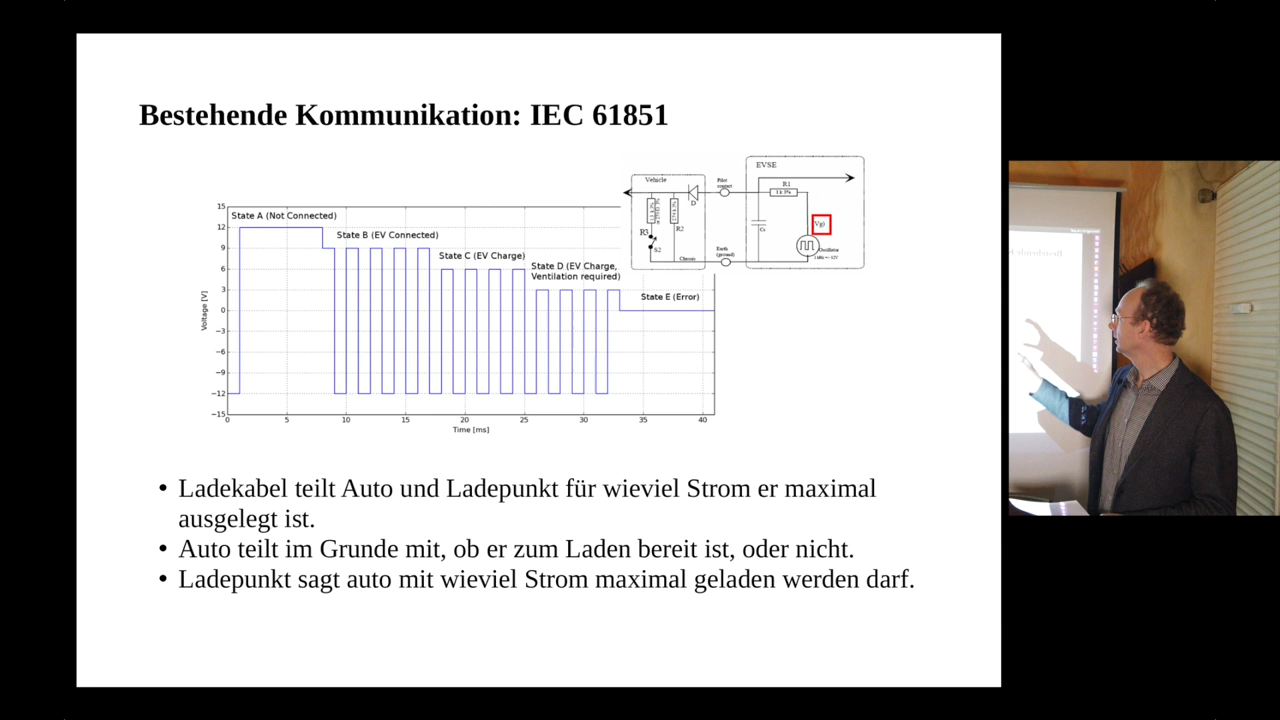 Bestehende Kommunikation: IEC 61851
EVSE
Vehicle
Pilot
contact
R1
1 k 3%
D
R2
R3
S2
Cs
Vg)
Oscillator
1 kHz +- 12V
Earth
(ground)
Chassis
State A (Not Connected)
State B (EV Connected)
State C (EV Charge)
State D (EV Charge,
Ventilation required)
State E (Error)
Voltage [V]
15
12
9
6
3
0
−3
−6
−9
−12
−15
0 5 10 15 20 25 30 35 40
Time [ms]
• Ladekabel teilt Auto und Ladepunkt für wieviel Strom er maximal
ausgelegt ist.
• Auto teilt im Grunde mit, ob er zum Laden bereit ist, oder nicht.
• Ladepunkt sagt auto mit wieviel Strom maximal geladen werden darf.